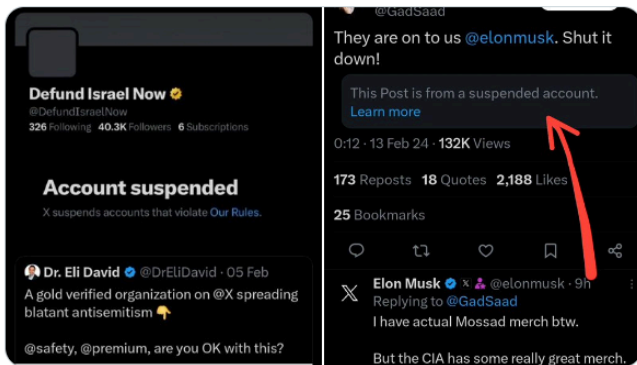 Defund Israel Now
@DefundIsraelNow
326 Following 40.3K Followers 6 Subscriptions
Account suspended
X suspends accounts that violate Our Rules.
Dr. Eli David @DrEliDavid · 05 Feb
A gold verified organization on @X spreading
blatant antisemitism 👇
@safety, @premium, are you OK with this?
@GadSaad
They are on to us @elonmusk. Shut it
down!
This Post is from a suspended account.
Learn more
0:12 · 13 Feb 24 · 132K Views
173 Reposts 18 Quotes 2,188 Likes
25 Bookmarks
Elon Musk @elonmusk · 9h
Replying to @GadSaad
I have actual Mossad merch btw.
But the CIA has some really great merch.